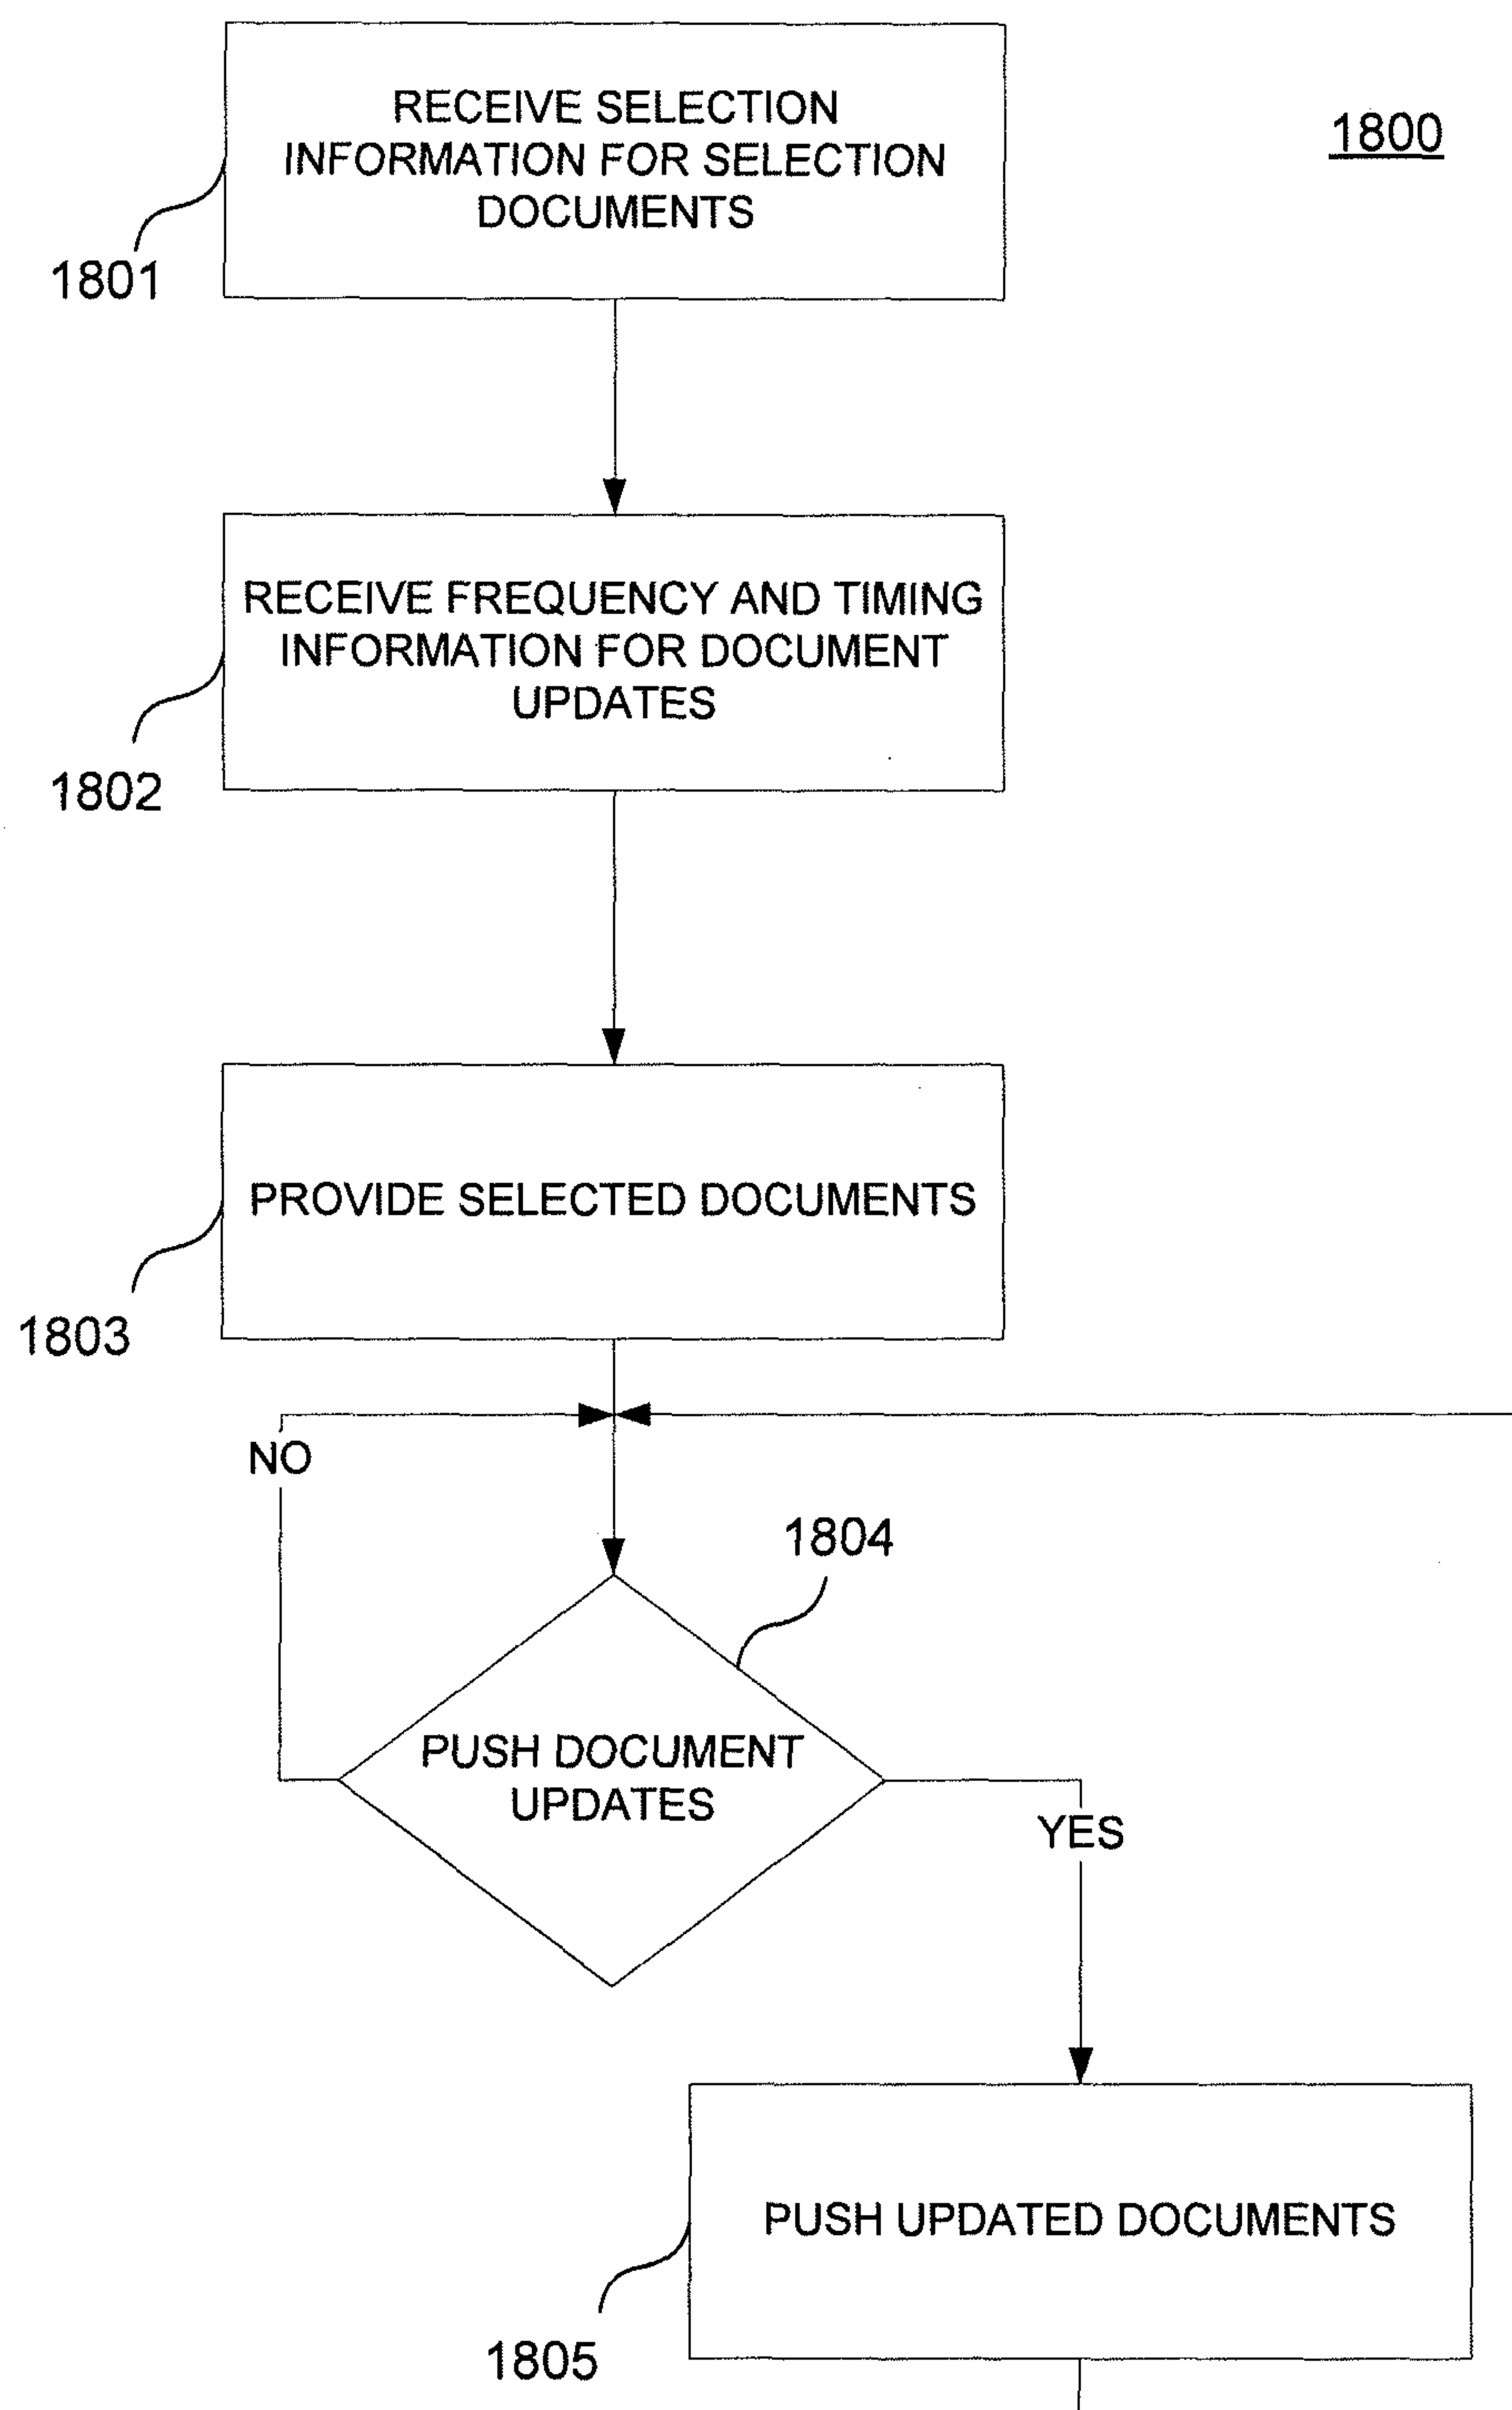 RECEIVE SELECTION
INFORMATION FOR SELECTION
DOCUMENTS
1800
1801
RECEIVE FREQUENCY AND TIMING
INFORMATION FOR DOCUMENT
UPDATES
1802
PROVIDE SELECTED DOCUMENTS
1803
NO
1804
PUSH DOCUMENT
UPDATES
YES
PUSH UPDATED DOCUMENTS
1805